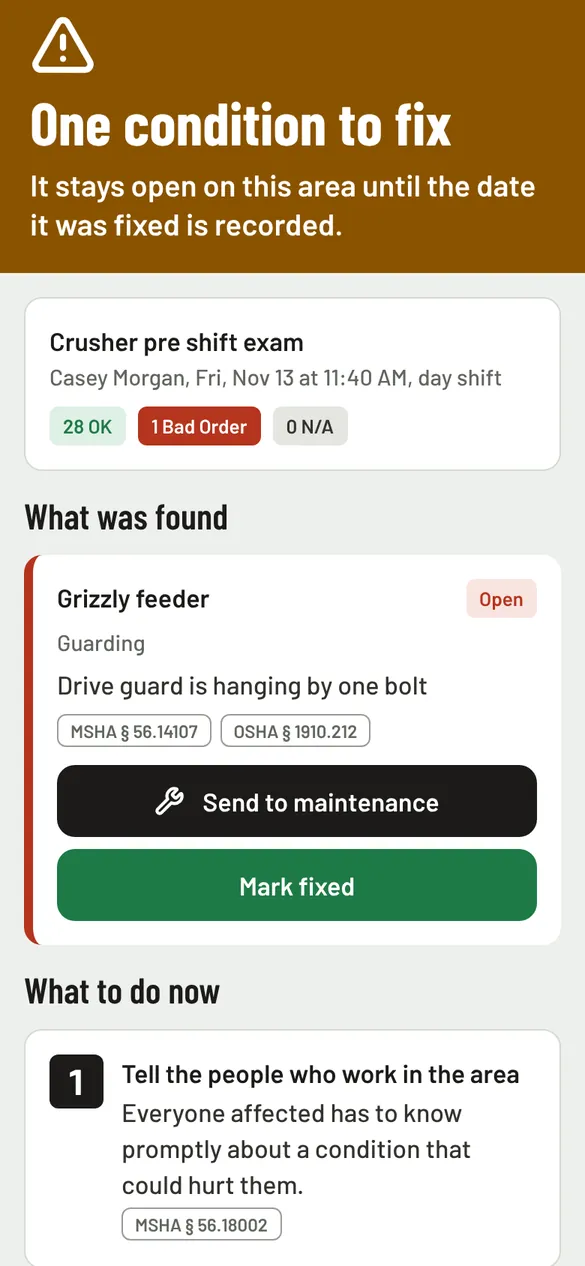 One condition to fix
It stays open on this area until the date
it was fixed is recorded.
Crusher pre shift exam
Casey Morgan, Fri, Nov 13 at 11:40 AM, day shift
28 OK
1 Bad Order
0 N/A
What was found
Grizzly feeder
Open
Guarding
Drive guard is hanging by one bolt
MSHA § 56.14107
OSHA § 1910.212
Send to maintenance
Mark fixed
What to do now
1
Tell the people who work in the area
Everyone affected has to know
promptly about a condition that
could hurt them.
MSHA § 56.18002